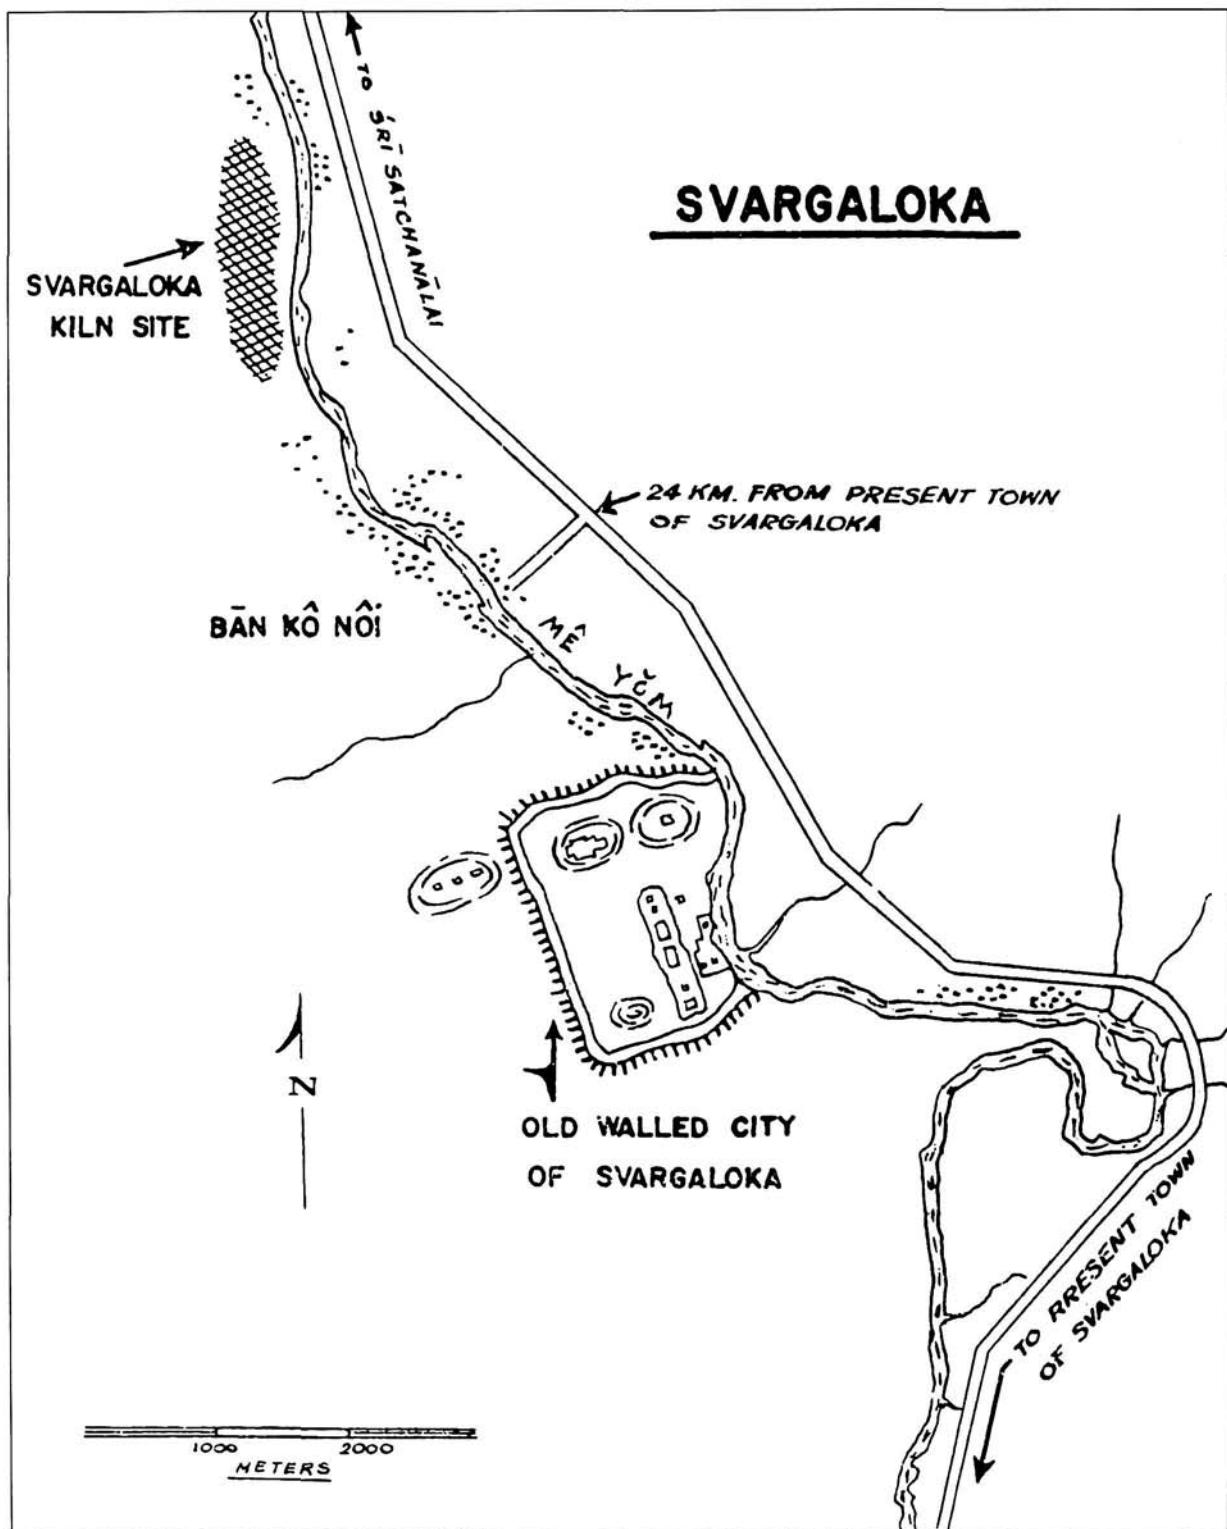 TO ŚRĪ SATCHANĀLAI
SVARGALOKA
SVARGALOKA
KILN SITE
24 KM. FROM PRESENT TOWN
OF SVARGALOKA
BĀN KÔ NÔI
MÊ
YŎM
N
OLD WALLED CITY
OF SVARGALOKA
TO RRESENT TOWN
OF SVARGALOKA
1000
2000
METERS